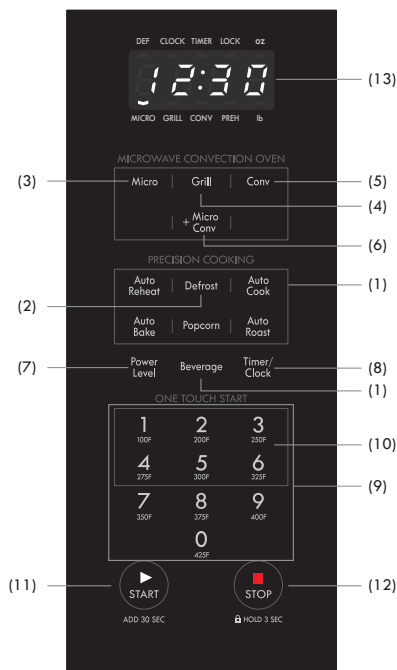 DEF CLOCK TIMER LOCK oz
12:30
(13)
MICRO GRILL CONV PREH lb
MICROWAVE CONVECTION OVEN
(3) Micro Grill Conv (5)
(4)
+ Micro
Conv
(6)
PRECISION COOKING
Auto
Reheat
Defrost
Auto
Cook
(1)
(2)
Auto
Bake
Popcorn
Auto
Roast
(7)
Power
Level
Beverage
Timer/
Clock
(8)
(1)
ONE TOUCH START
1 2 3
100F 200F 250F
(10)
4 5 6
275F 300F 325F
(9)
7 8 9
350F 375F 400F
0
425F
(11) START STOP (12)
ADD 30 SEC HOLD 3 SEC